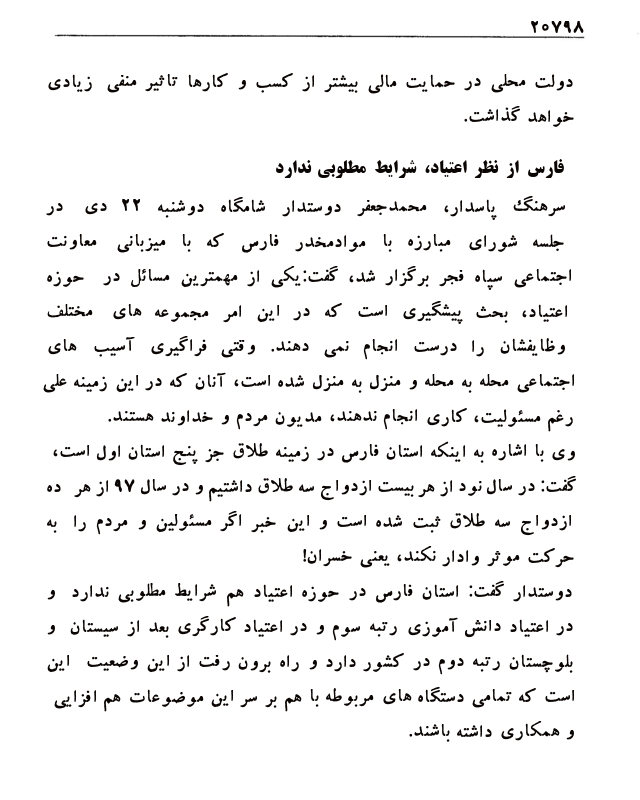 ۲۰۷۹۸
دولت محلی در حمایت مالی بیشتر از کسب و کارها تاثیر منفی زیادی
خواهد گذاشت.
فارس از نظر اعتیاد، شرایط مطلوبی ندارد
سرهنگ پاسدار، محمدجعفر دوستدار شامگاه دوشنبه ۲۲ دی در
جلسه شورای مبارزه با موادمخدر فارس که با میزبانی معاونت
اجتماعی سپاه فجر برگزار شد، گفت:یکی از مهمترین مسائل در حوزه
اعتیاد، بحث پیشگیری است که در این امر مجموعه های مختلف
وظایفشان را درست انجام نمی دهند. وقتی فراگیری آسیب های
اجتماعی محله به محله و منزل به منزل شده است، آنان که در این زمینه علی
رغم مسئولیت، کاری انجام ندهند، مدیون مردم و خداوند هستند.
وی با اشاره به اینکه استان فارس در زمینه طلاق جز پنج استان اول است،
گفت: در سال نود از هر بیست ازدواج سه طلاق داشتیم و در سال ۹۷ از هر ده
ازدواج سه طلاق ثبت شده است و این خبر اگر مسئولین و مردم را به
حرکت موثر وادار نکند، یعنی خسران!
دوستدار گفت: استان فارس در حوزه اعتیاد هم شرایط مطلوبی ندارد و
در اعتیاد دانش آموزی رتبه سوم و در اعتیاد کارگری بعد از سیستان و
بلوچستان رتبه دوم در کشور دارد و راه برون رفت از این وضعیت این
است که تمامی دستگاه های مربوطه با هم بر سر این موضوعات هم افزایی
و همکاری داشته باشند.